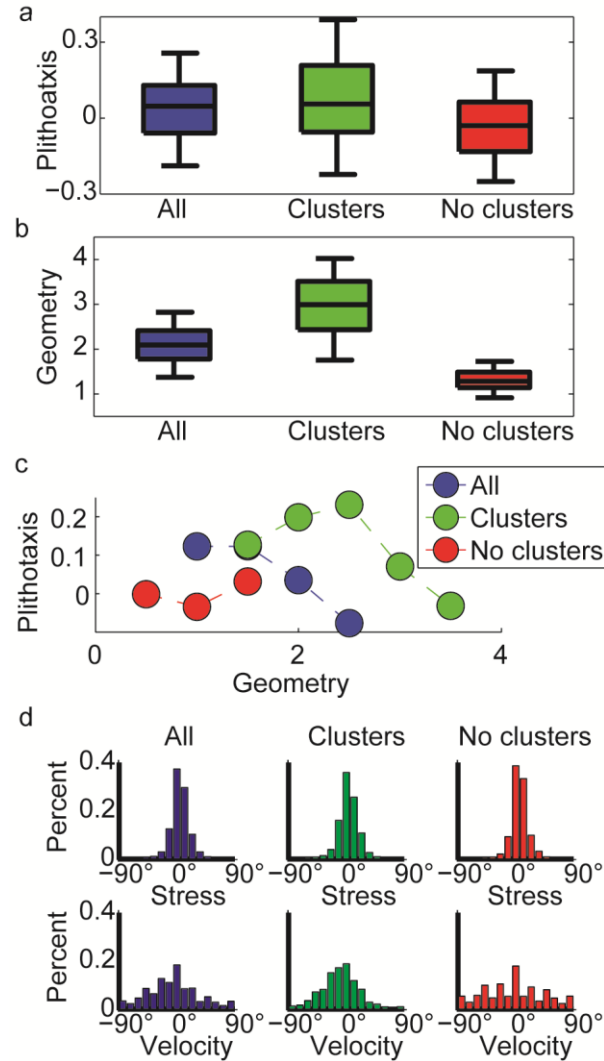 a
Plithoatxis
0.3
0
−0.3
All
Clusters
No clusters
b
Geometry
4
3
2
1
All
Clusters
No clusters
c
Plithotaxis
0.2
0.1
0
0
2
4
Geometry
All
Clusters
No clusters
d
All
Clusters
No clusters
Percent
0.4
0.2
0
−90° 0° 90°
−90° 0° 90°
−90° 0° 90°
Stress
Stress
Stress
Percent
0.4
0.2
0
−90° 0° 90°
−90° 0° 90°
−90° 0° 90°
Velocity
Velocity
Velocity